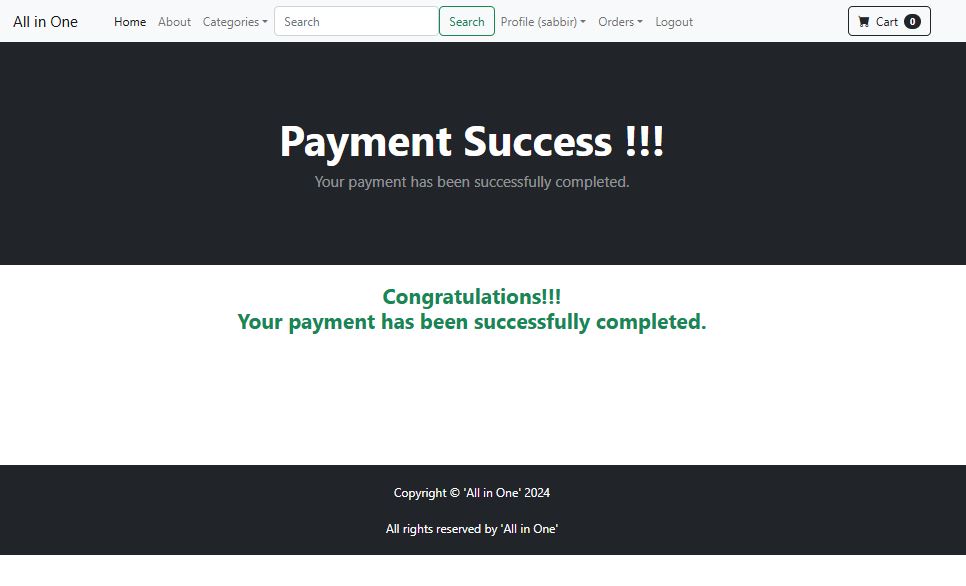 All in One Home About Categories Search Search Profile (sabbir) Orders Logout Cart 0
Payment Success !!!
Your payment has been successfully completed.
Congratulations!!!
Your payment has been successfully completed.
Copyright © 'All in One' 2024
All rights reserved by 'All in One'